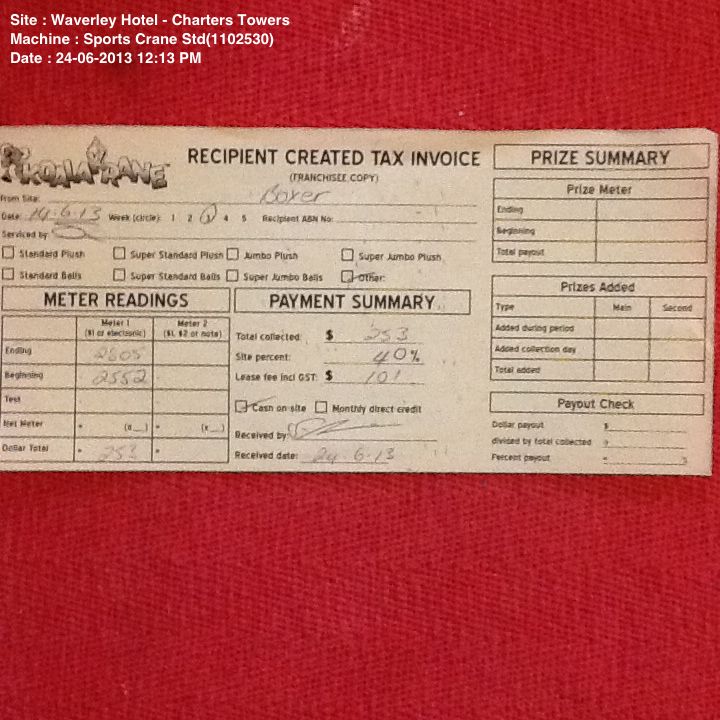 Site : Waverley Hotel - Charters Towers
Machine : Sports Crane Std(1102530)
Date : 24-06-2013 12:13 PM
KOALA CRANE
RECIPIENT CREATED TAX INVOICE
(FRANCHISEE COPY)
From Site: Boxer
Date: 14.6.13 Week (circle): 1 2 3 4 5 Recipient ABN No:
Serviced by:
Standard Plush Super Standard Plush Jumbo Plush Super Jumbo Plush
Standard Balls Super Standard Balls Super Jumbo Balls Other:
METER READINGS
Meter 1 Meter 2
($1 or electronic) ($1, $2 or note)
Ending 2805
Beginning 2552
Test
Net Meter = (x__) = (x__)
Dollar Total = 253 =
PAYMENT SUMMARY
Total collected: $ 253
Site percent: 40%
Lease fee incl GST: $ 101
Cash on site Monthly direct credit
Received by:
Received date: 24.6.13
PRIZE SUMMARY
Prize Meter
Ending
Beginning
Total payout
Prizes Added
Type Main Second
Added during period
Added collection day
Total added
Payout Check
Dollar payout $
divided by total collected ÷
Percent payout = %